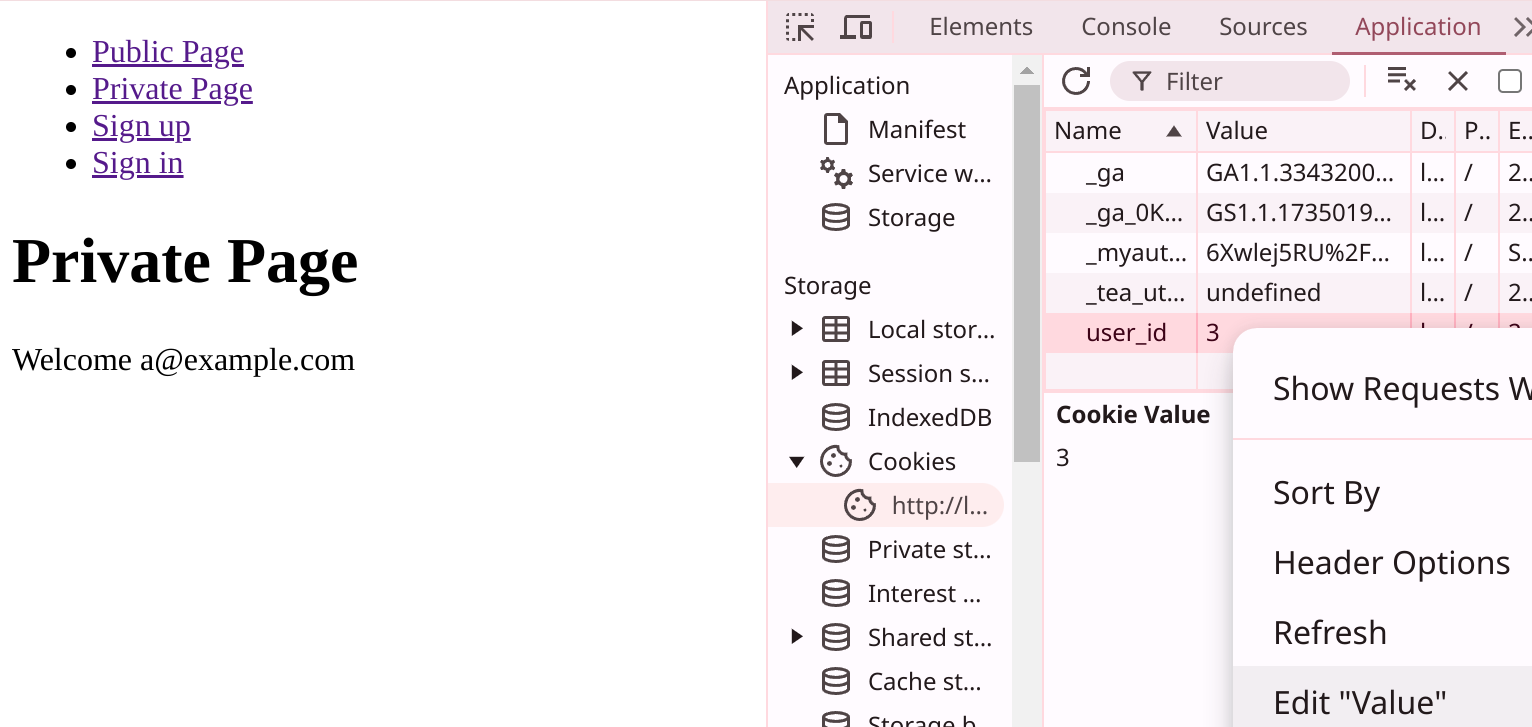 Public Page
Private Page
Sign up
Sign in
Private Page
Welcome a@example.com
Elements Console Sources Application
Application
Manifest
Service w...
Storage
Storage
Local stor...
Session s...
IndexedDB
Cookies
http://l...
Private st...
Interest ...
Shared st...
Cache st...
Storage b
Filter
Name Value D.. P.. E..
_ga GA1.1.3343200... l... / 2..
_ga_0K... GS1.1.1735019... l... / 2..
_myaut... 6Xwlej5RU%2F... l... / S..
_tea_ut... undefined l... / 2..
user_id 3
Cookie Value
3
Show Requests W
Sort By
Header Options
Refresh
Edit "Value"